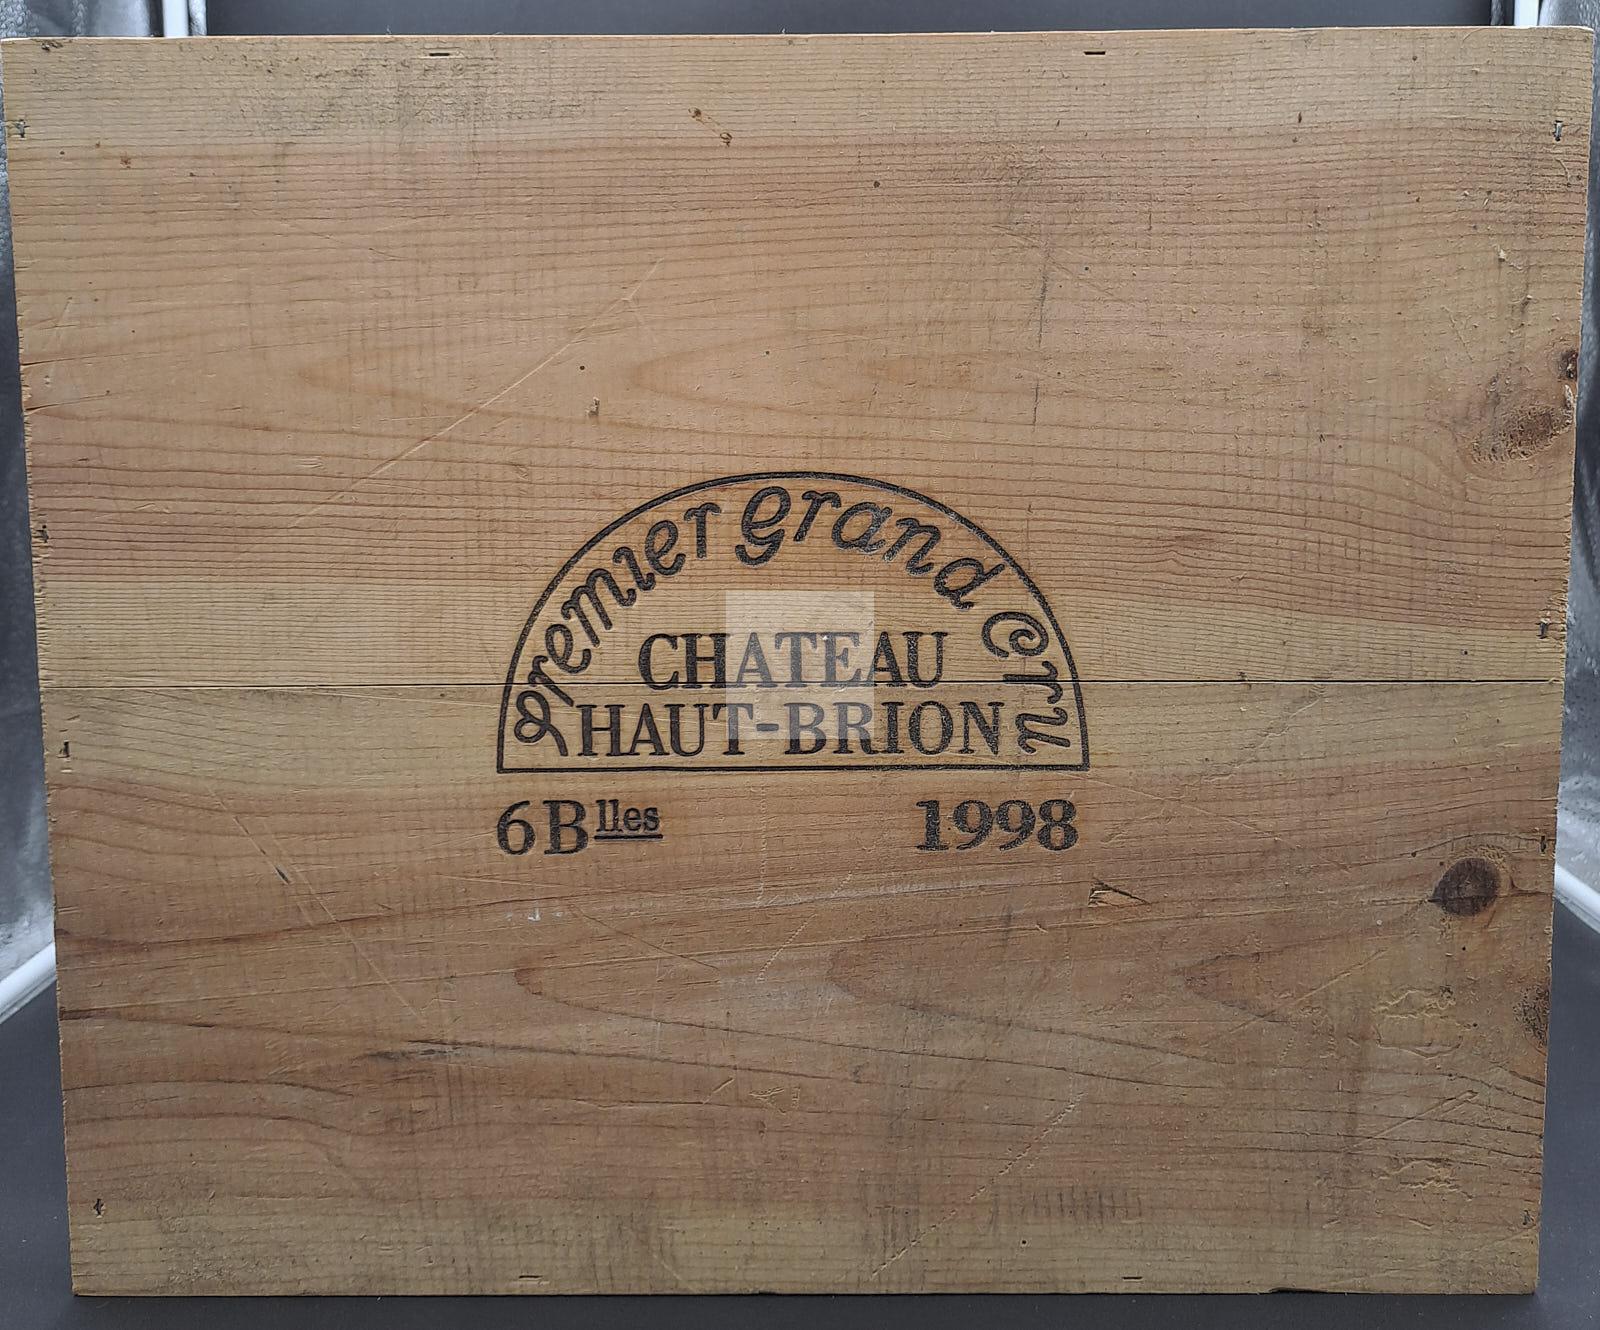 Premier Grand Cru
CHATEAU
HAUT-BRION
6 Blles 1998